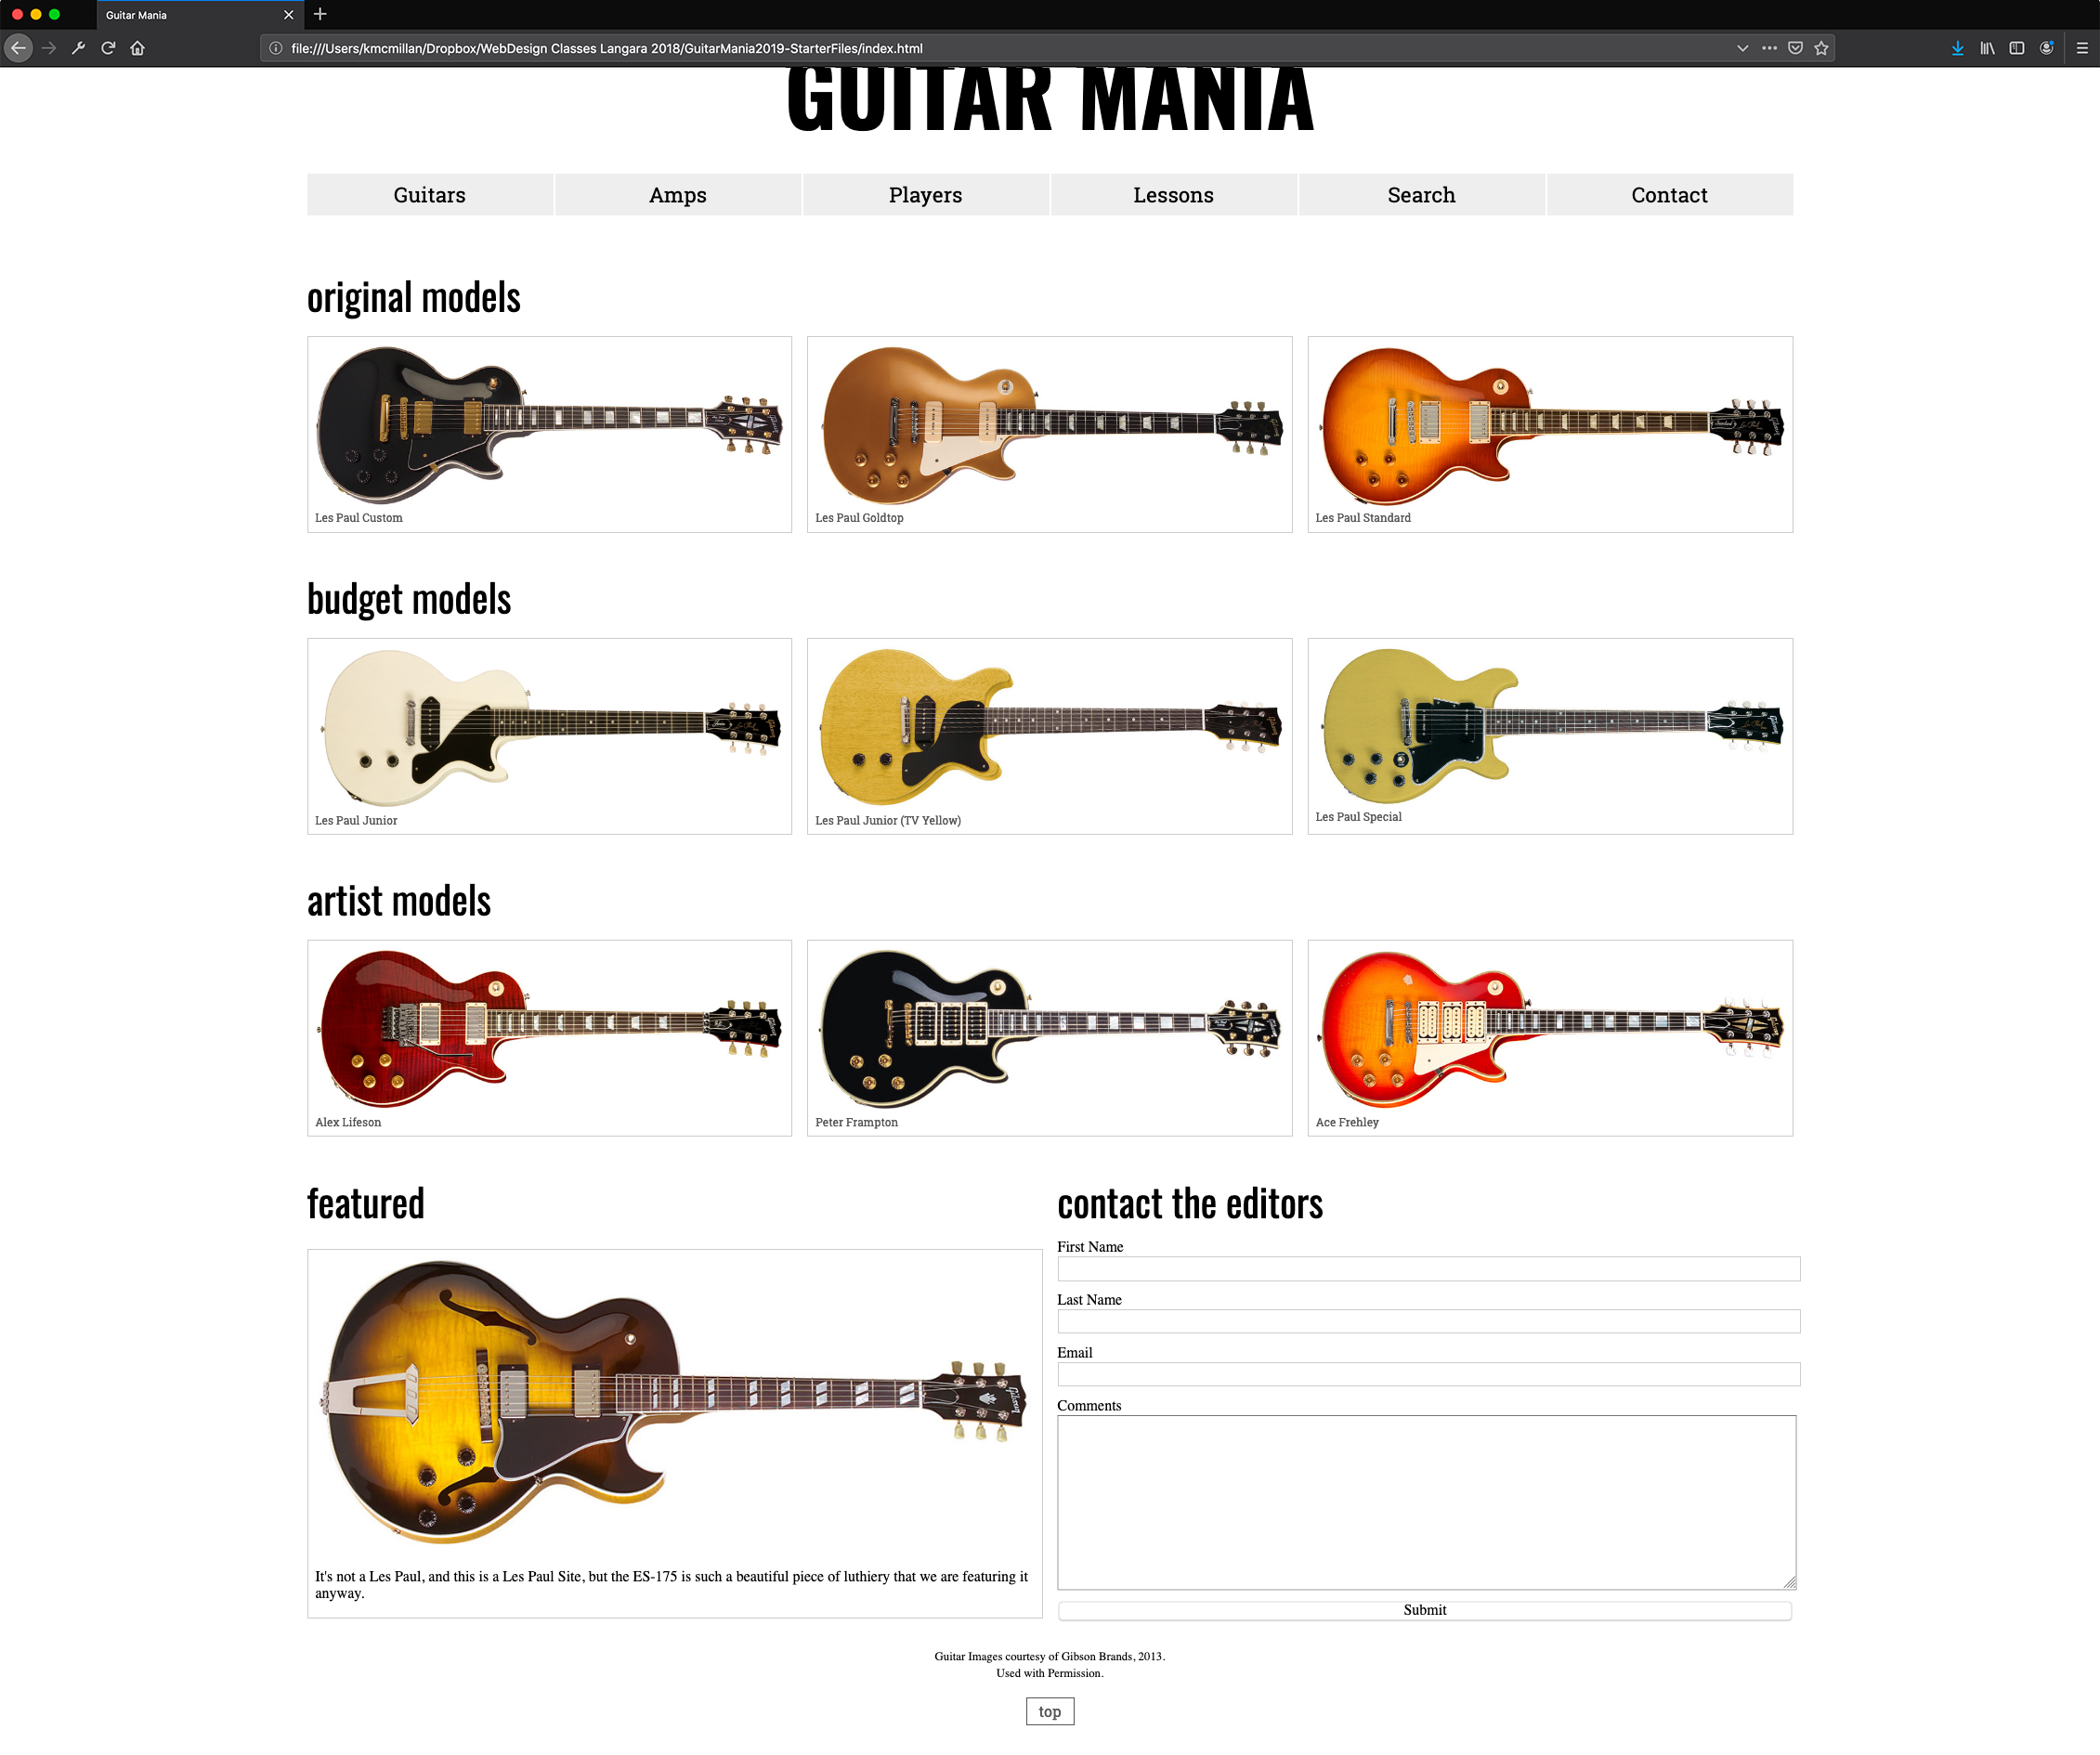 Guitar Mania
file:///Users/kmcmillan/Dropbox/WebDesign Classes Langara 2018/GuitarMania2019-StarterFiles/index.html
GUITAR MANIA
Guitars Amps Players Lessons Search Contact
original models
Les Paul Custom Les Paul Goldtop Les Paul Standard
budget models
Les Paul Junior Les Paul Junior (TV Yellow) Les Paul Special
artist models
Alex Lifeson Peter Frampton Ace Frehley
featured
Gibson
It's not a Les Paul, and this is a Les Paul Site, but the ES-175 is such a beautiful piece of luthiery that we are featuring it
anyway.
contact the editors
First Name
Last Name
Email
Comments
Submit
Guitar Images courtesy of Gibson Brands, 2013.
Used with Permission.
top